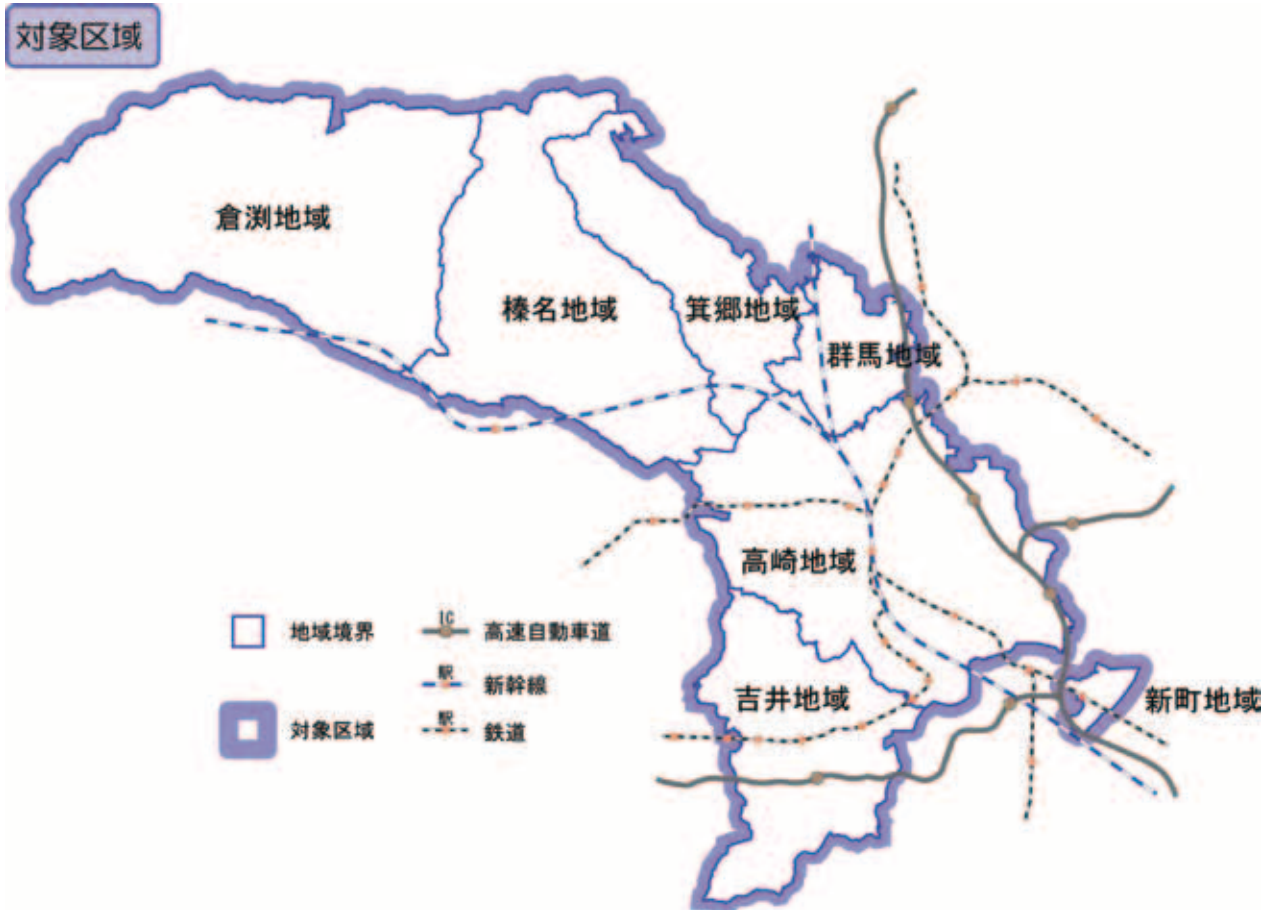 対象区域
倉渕地域
榛名地域
箕郷地域
群馬地域
高崎地域
吉井地域
新町地域
地域境界
IC
高速自動車道
駅
新幹線
対象区域
駅
鉄道